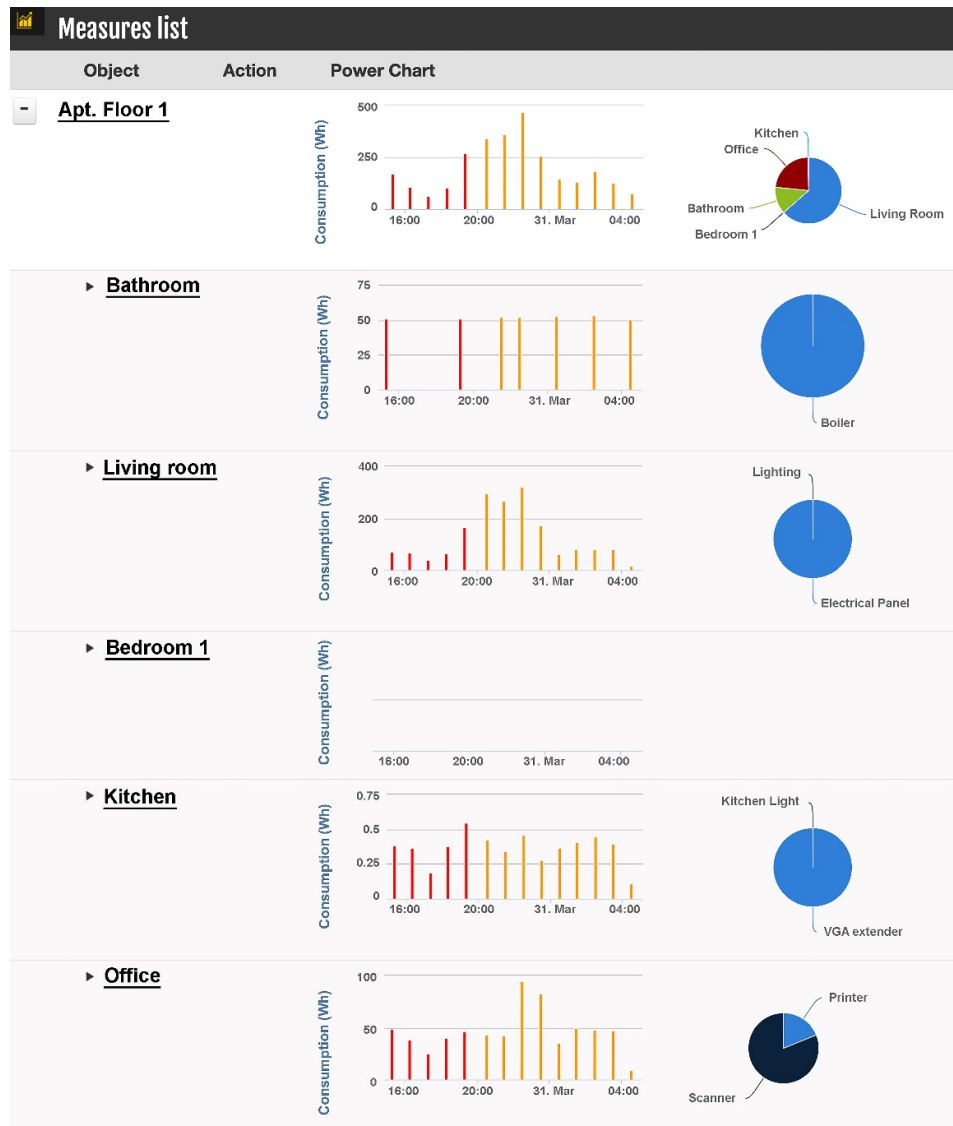 Measures list
Object Action Power Chart
-
Apt. Floor 1
Consumption (Wh)
500
250
0
16:00 20:00 31. Mar 04:00
Kitchen
Office
Bathroom
Bedroom 1
Living Room
Bathroom
Consumption (Wh)
75
50
25
0
16:00 20:00 31. Mar 04:00
Boiler
Living room
Consumption (Wh)
400
200
0
16:00 20:00 31. Mar 04:00
Lighting
Electrical Panel
Bedroom 1
Consumption (Wh)
16:00 20:00 31. Mar 04:00
Kitchen
Consumption (Wh)
0.75
0.5
0.25
0
16:00 20:00 31. Mar 04:00
Kitchen Light
VGA extender
Office
Consumption (Wh)
100
50
0
16:00 20:00 31. Mar 04:00
Printer
Scanner